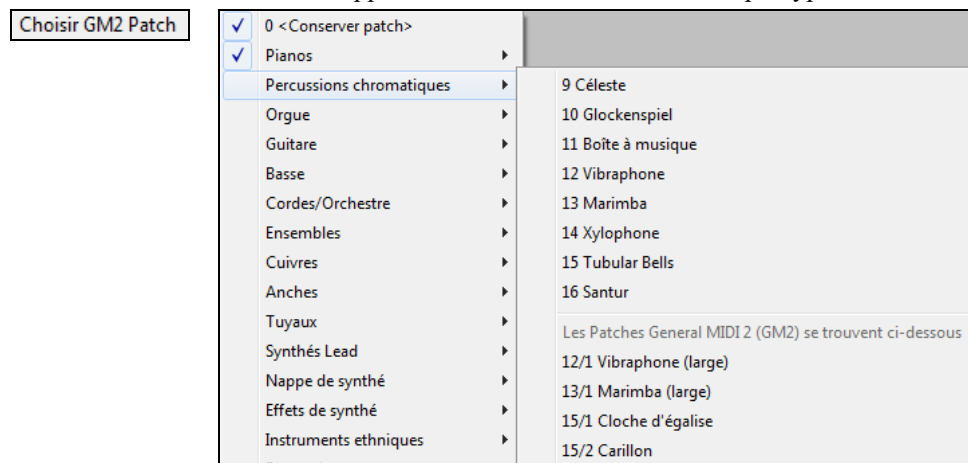 Choisir GM2 Patch
0 <Conserver patch>
Pianos
Percussions chromatiques
Orgue
Guitare
Basse
Cordes/Orchestre
Ensembles
Cuivres
Anches
Tuyaux
Synthés Lead
Nappe de synthé
Effets de synthé
Instruments ethniques
9 Céleste
10 Glockenspiel
11 Boîte à musique
12 Vibraphone
13 Marimba
14 Xylophone
15 Tubular Bells
16 Santur
Les Patches General MIDI 2 (GM2) se trouvent ci-dessous
12/1 Vibraphone (large)
13/1 Marimba (large)
15/1 Cloche d'égalise
15/2 Carillon